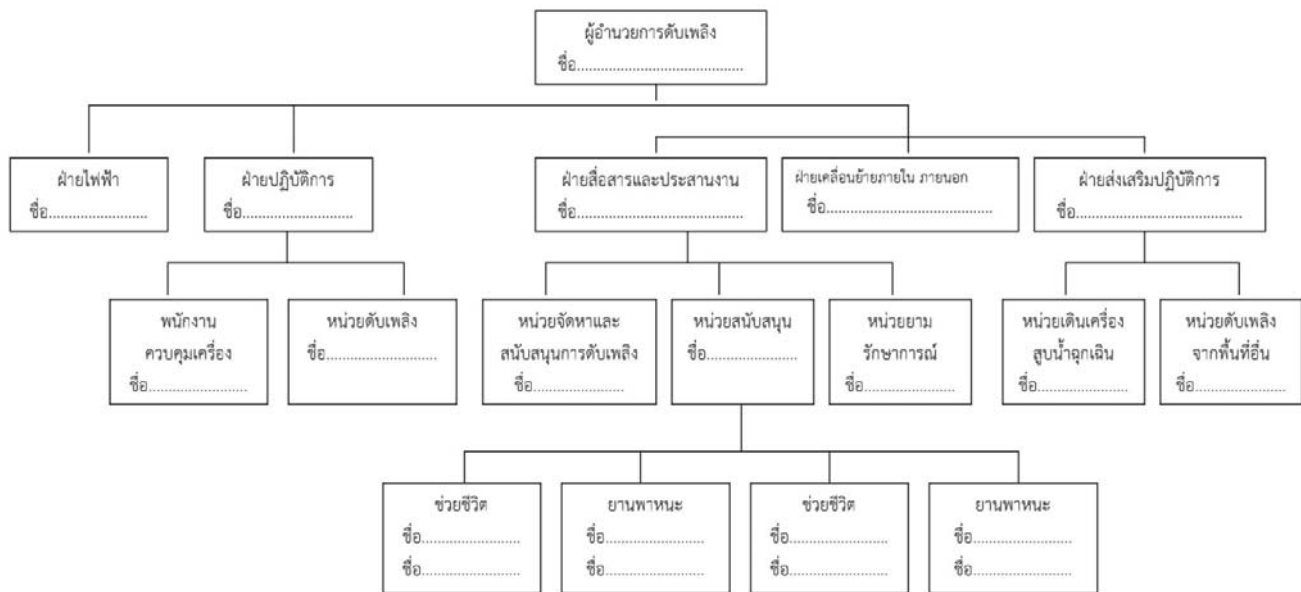 ผู้อำนวยการดับเพลิง
ชื่อ..........................................
ฝ่ายไฟฟ้า
ชื่อ.........................
ฝ่ายปฏิบัติการ
ชื่อ............................
ฝ่ายสื่อสารและประสานงาน
ชื่อ..........................................
ฝ่ายเคลื่อนย้ายภายใน ภายนอก
ชื่อ..........................................
ฝ่ายส่งเสริมปฏิบัติการ
ชื่อ..........................................
พนักงาน
ควบคุมเครื่อง
ชื่อ.........................
หน่วยดับเพลิง
ชื่อ............................
หน่วยจัดหาและ
สนับสนุนการดับเพลิง
ชื่อ.......................
หน่วยสนับสนุน
ชื่อ.......................
หน่วยยาม
รักษาการณ์
ชื่อ.......................
หน่วยเดินเครื่อง
สูบน้ำฉุกเฉิน
ชื่อ.......................
หน่วยดับเพลิง
จากพื้นที่อื่น
ชื่อ.......................
ช่วยชีวิต
ชื่อ.........................
ชื่อ.........................
ยานพาหนะ
ชื่อ.........................
ชื่อ.........................
ช่วยชีวิต
ชื่อ.........................
ชื่อ.........................
ยานพาหนะ
ชื่อ.........................
ชื่อ.........................